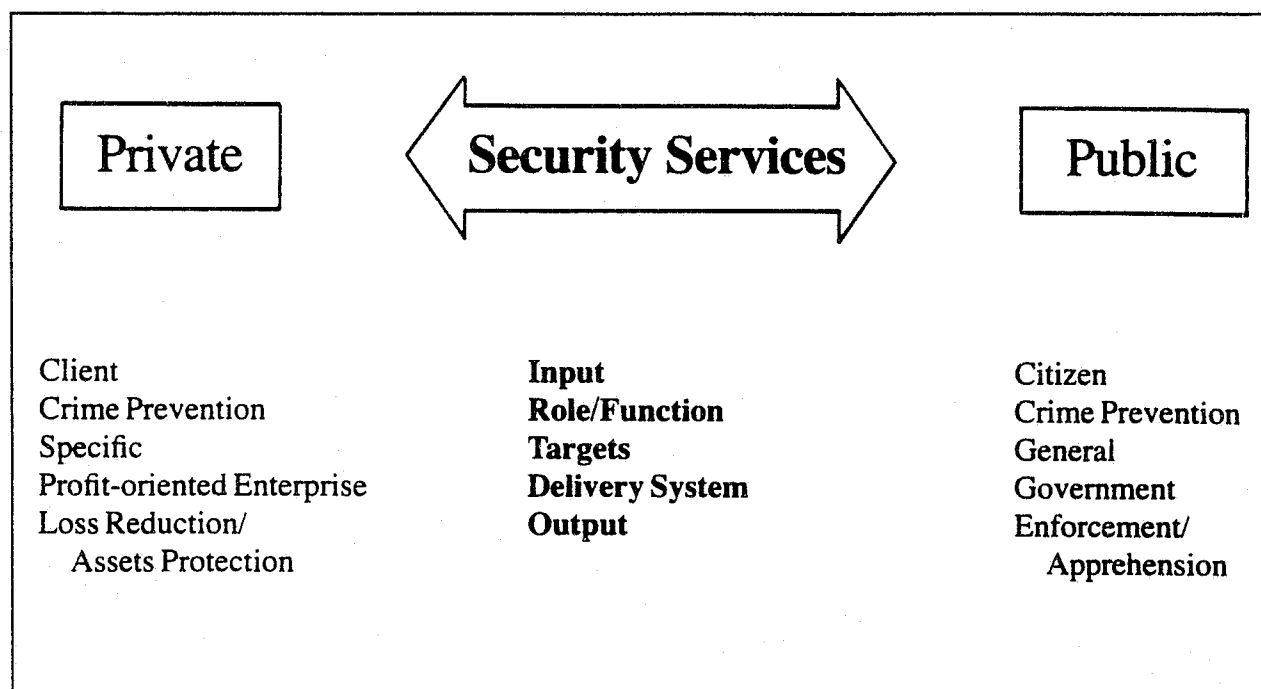 Private
Security Services
Public
Client
Crime Prevention
Specific
Profit-oriented Enterprise
Loss Reduction/
Assets Protection
Input
Role/Function
Targets
Delivery System
Output
Citizen
Crime Prevention
General
Government
Enforcement/
Apprehension